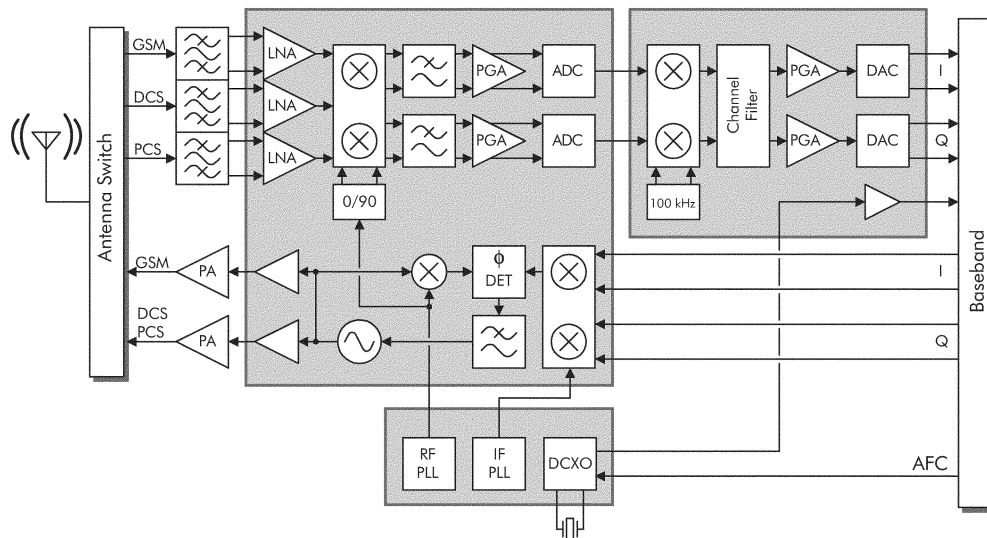 GSM
DCS
PCS
Antenna Switch
LNA
LNA
LNA
0/90
PGA
PGA
ADC
ADC
100 kHz
Channel
Filter
PGA
PGA
DAC
DAC
I
Q
Baseband
GSM
DCS
PCS
PA
PA
ϕ
DET
I
Q
RF
PLL
IF
PLL
DCXO
AFC